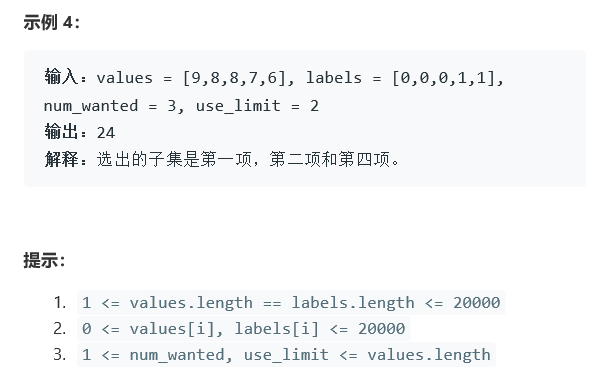 示例 4：
输入：values = [9,8,8,7,6], labels = [0,0,0,1,1],
num_wanted = 3, use_limit = 2
输出：24
解释：选出的子集是第一项，第二项和第四项。
提示：
1. 1 <= values.length == labels.length <= 20000
2. 0 <= values[i], labels[i] <= 20000
3. 1 <= num_wanted, use_limit <= values.length